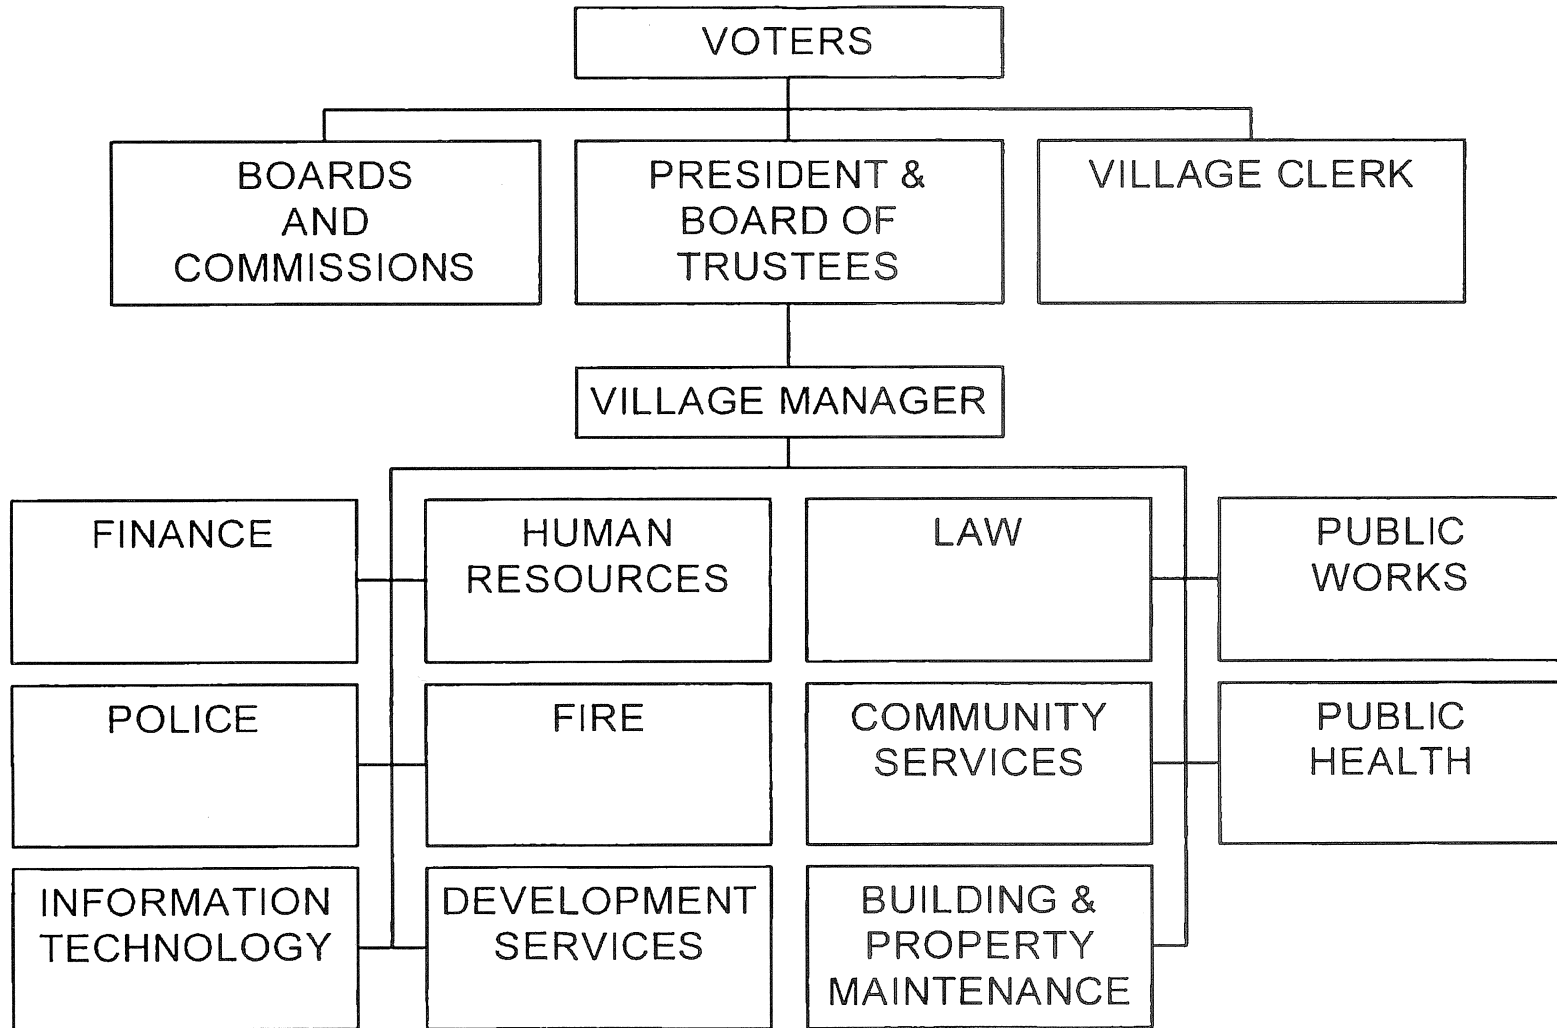 VOTERS
BOARDS
AND
COMMISSIONS
PRESIDENT &
BOARD OF
TRUSTEES
VILLAGE CLERK
VILLAGE MANAGER
FINANCE
HUMAN
RESOURCES
LAW
PUBLIC
WORKS
POLICE
FIRE
COMMUNITY
SERVICES
PUBLIC
HEALTH
INFORMATION
TECHNOLOGY
DEVELOPMENT
SERVICES
BUILDING &
PROPERTY
MAINTENANCE